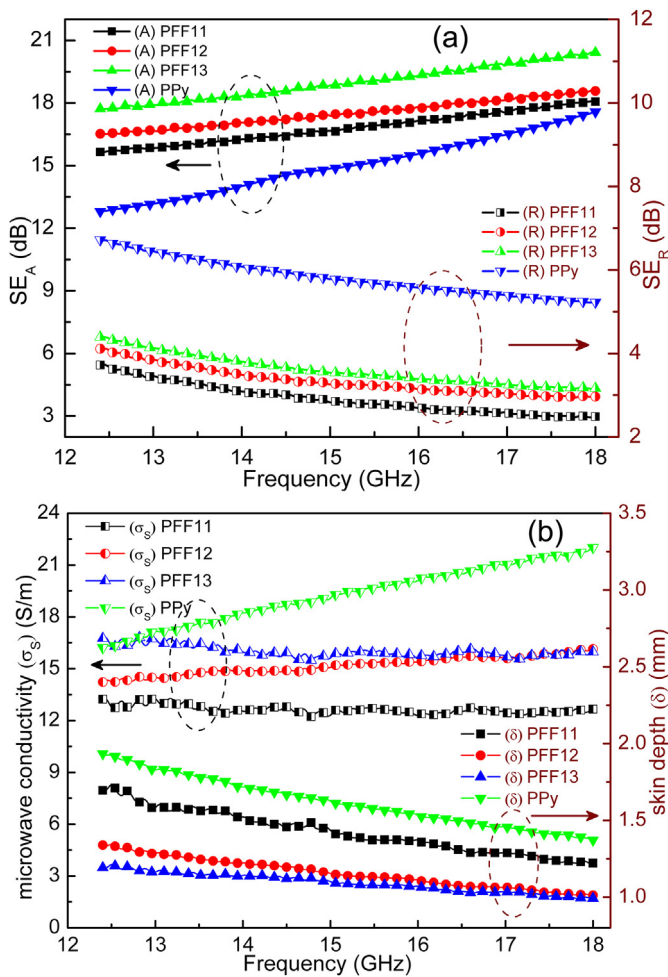 (a)
(A) PFF11
(A) PFF12
(A) PFF13
(A) PPy
(R) PFF11
(R) PFF12
(R) PFF13
(R) PPy
21
18
15
12
9
6
3
SE_A (dB)
12
10
8
6
4
2
SE_R (dB)
12 13 14 15 16 17 18
Frequency (GHz)
(b)
(σ_S) PFF11
(σ_S) PFF12
(σ_S) PFF13
(σ_S) PPy
(δ) PFF11
(δ) PFF12
(δ) PFF13
(δ) PPy
24
21
18
15
12
9
6
3
0
microwave conductivity (σ_S) (S/m)
3.5
3.0
2.5
2.0
1.5
1.0
skin depth (δ) (mm)
12 13 14 15 16 17 18
Frequency (GHz)